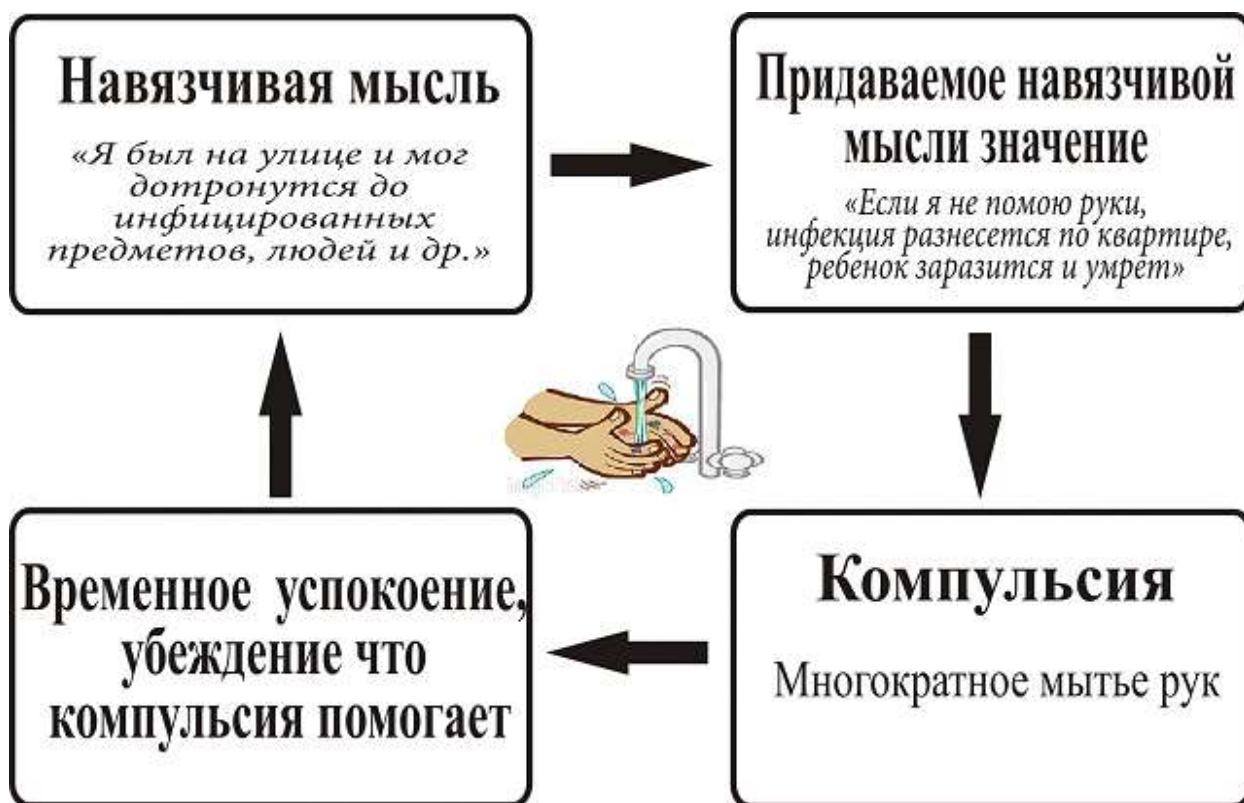 Навязчивая мысль
«Я был на улице и мог
дотронутся до
инфицированных
предметов, людей и др.»
Придаваемое навязчивой
мысли значение
«Если я не помою руки,
инфекция разнесется по квартире,
ребенок заразится и умрет»
Компульсия
Многократное мытье рук
Временное успокоение,
убеждение что
компульсия помогает